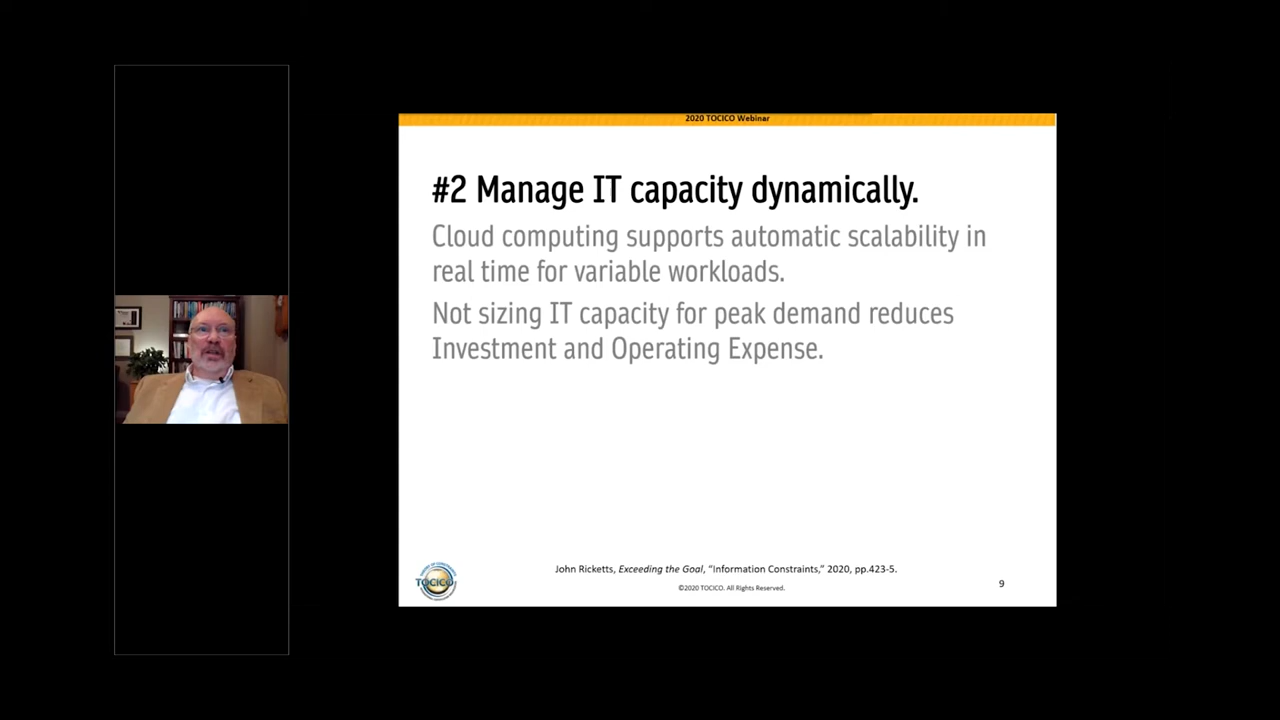 2020 TOCICO Webinar
#2 Manage IT capacity dynamically.
Cloud computing supports automatic scalability in
real time for variable workloads.
Not sizing IT capacity for peak demand reduces
Investment and Operating Expense.
TOCICO
John Ricketts, Exceeding the Goal, “Information Constraints,” 2020, pp.423-5.
©2020 TOCICO. All Rights Reserved.
9